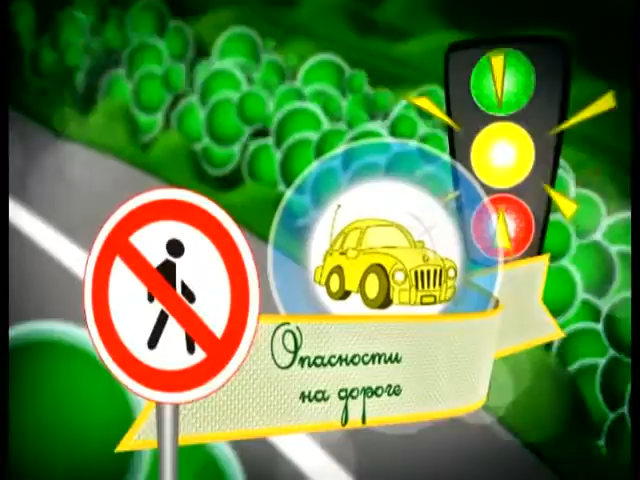 Опасности
на дороге